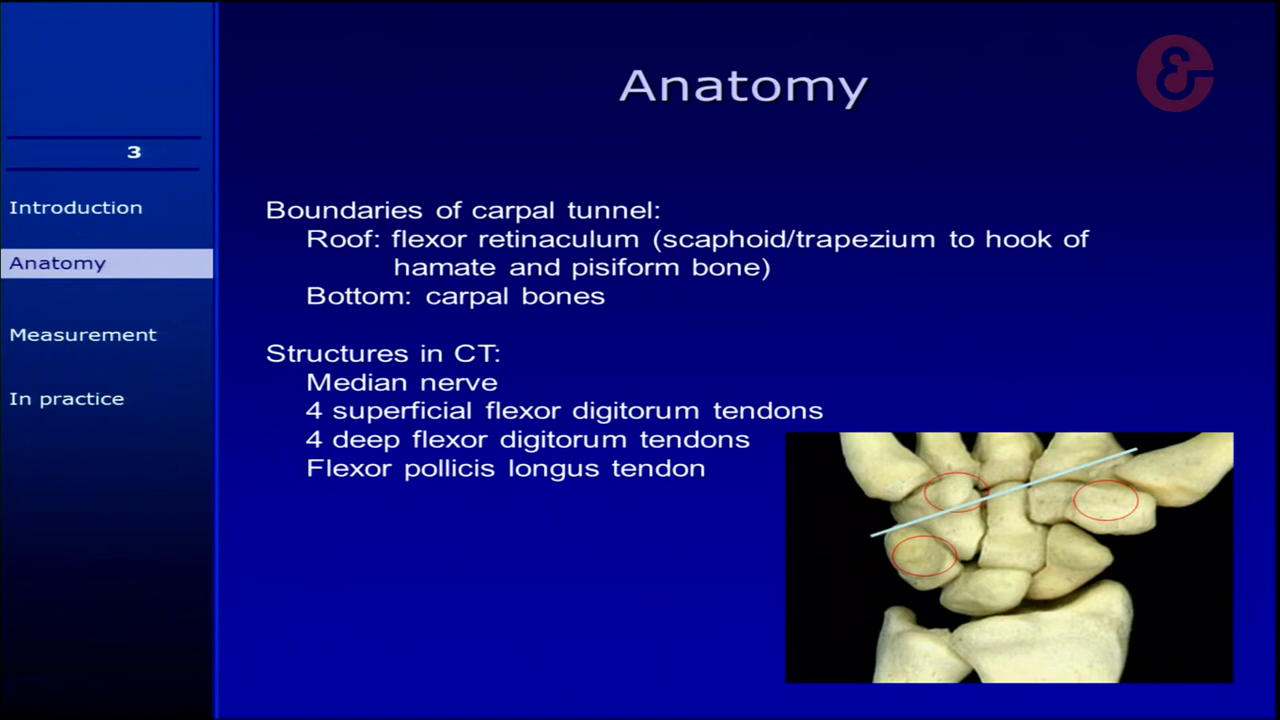 Anatomy
3
Introduction
Anatomy
Measurement
In practice
Boundaries of carpal tunnel:
Roof: flexor retinaculum (scaphoid/trapezium to hook of
hamate and pisiform bone)
Bottom: carpal bones
Structures in CT:
Median nerve
4 superficial flexor digitorum tendons
4 deep flexor digitorum tendons
Flexor pollicis longus tendon